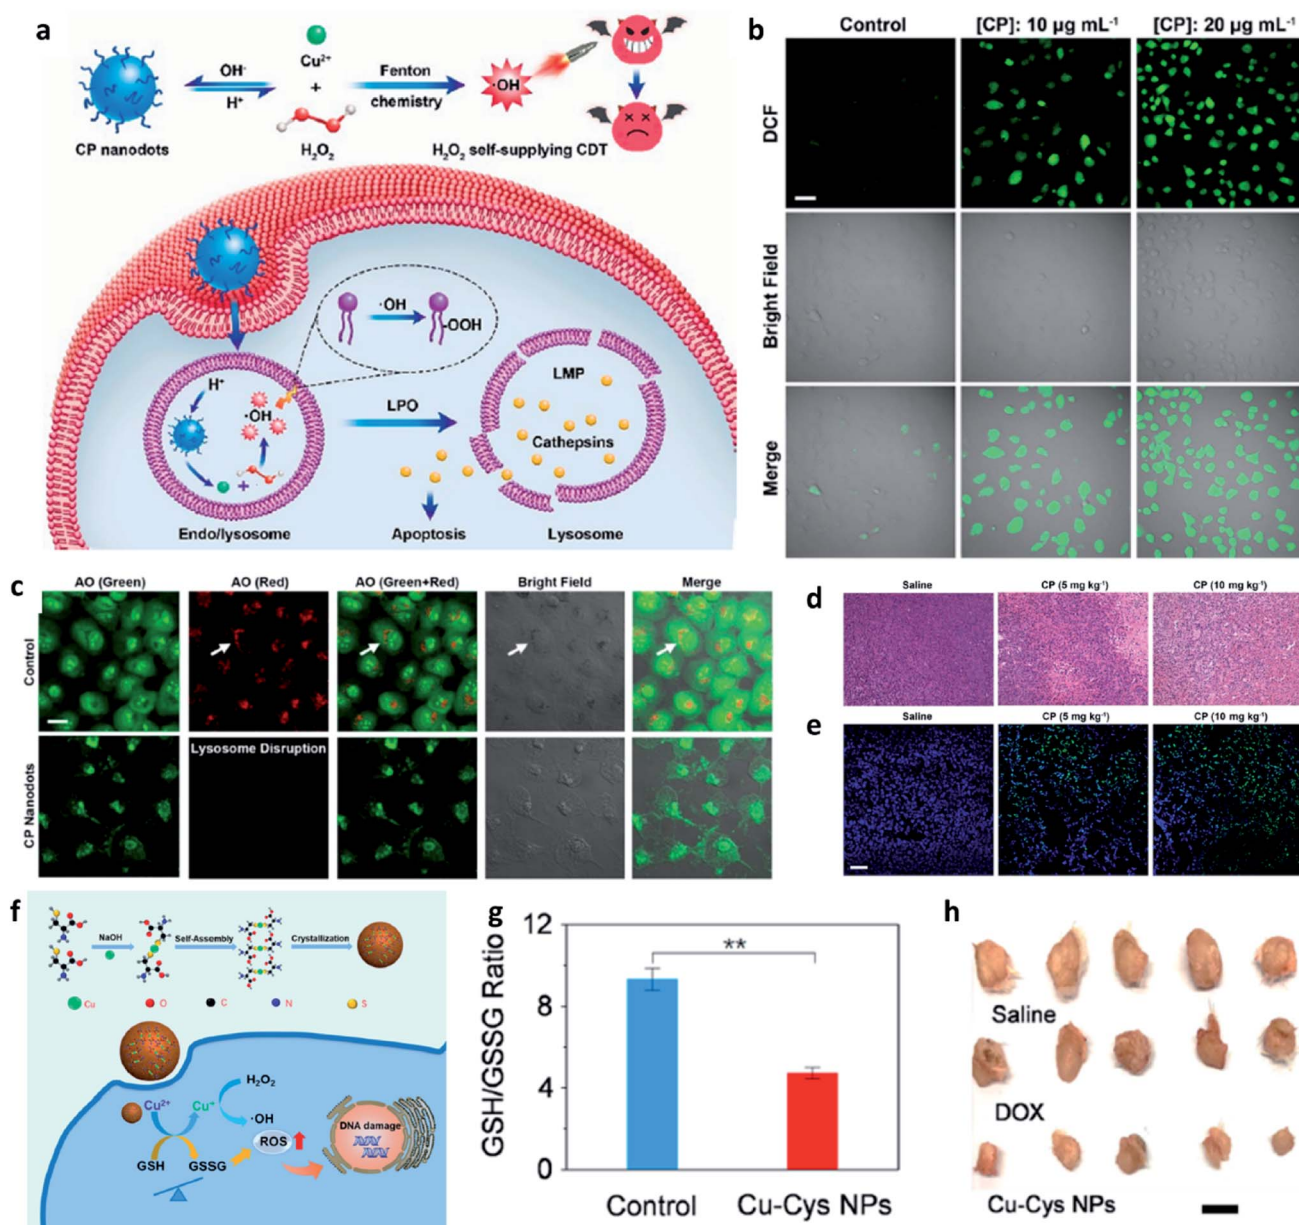 a
OH⁻
H⁺
Cu²⁺
+
Fenton
chemistry
·OH
CP nanodots
H₂O₂
H₂O₂ self-supplying CDT
·OH
-OOH
H⁺
·OH
+
LPO
LMP
Cathepsins
Endo/lysosome
Apoptosis
Lysosome
b
Control
[CP]: 10 µg mL⁻¹
[CP]: 20 µg mL⁻¹
DCF
Bright Field
Merge
c
AO (Green)
AO (Red)
AO (Green+Red)
Bright Field
Merge
Control
Lysosome Disruption
CP Nanodots
d
Saline
CP (5 mg kg⁻¹)
CP (10 mg kg⁻¹)
e
Saline
CP (5 mg kg⁻¹)
CP (10 mg kg⁻¹)
f
NaOH
Self-Assembly
Crystallization
Cu
O
C
N
S
Cu²⁺
Cu⁺
H₂O₂
·OH
ROS
GSH
GSSG
DNA damage
g
GSH/GSSG Ratio
12
8
4
0
**
Control
Cu-Cys NPs
h
Saline
DOX
Cu-Cys NPs